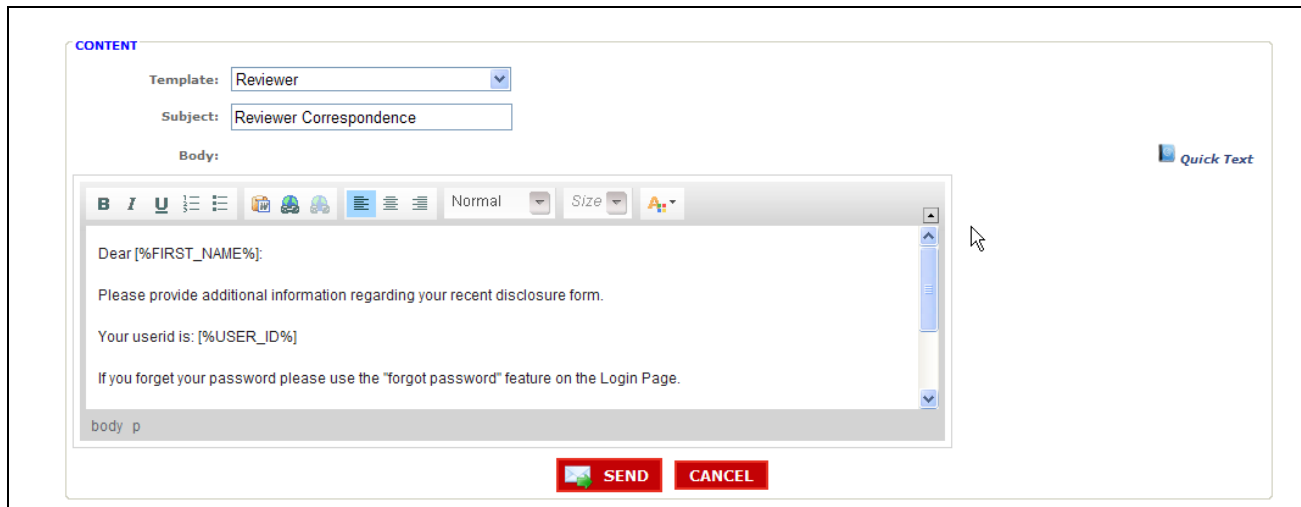 CONTENT
Template: Reviewer
Subject: Reviewer Correspondence
Body:
Quick Text
B I U Normal Size A
Dear [%FIRST_NAME%]:
Please provide additional information regarding your recent disclosure form.
Your userid is: [%USER_ID%]
If you forget your password please use the "forgot password" feature on the Login Page.
body p
SEND CANCEL